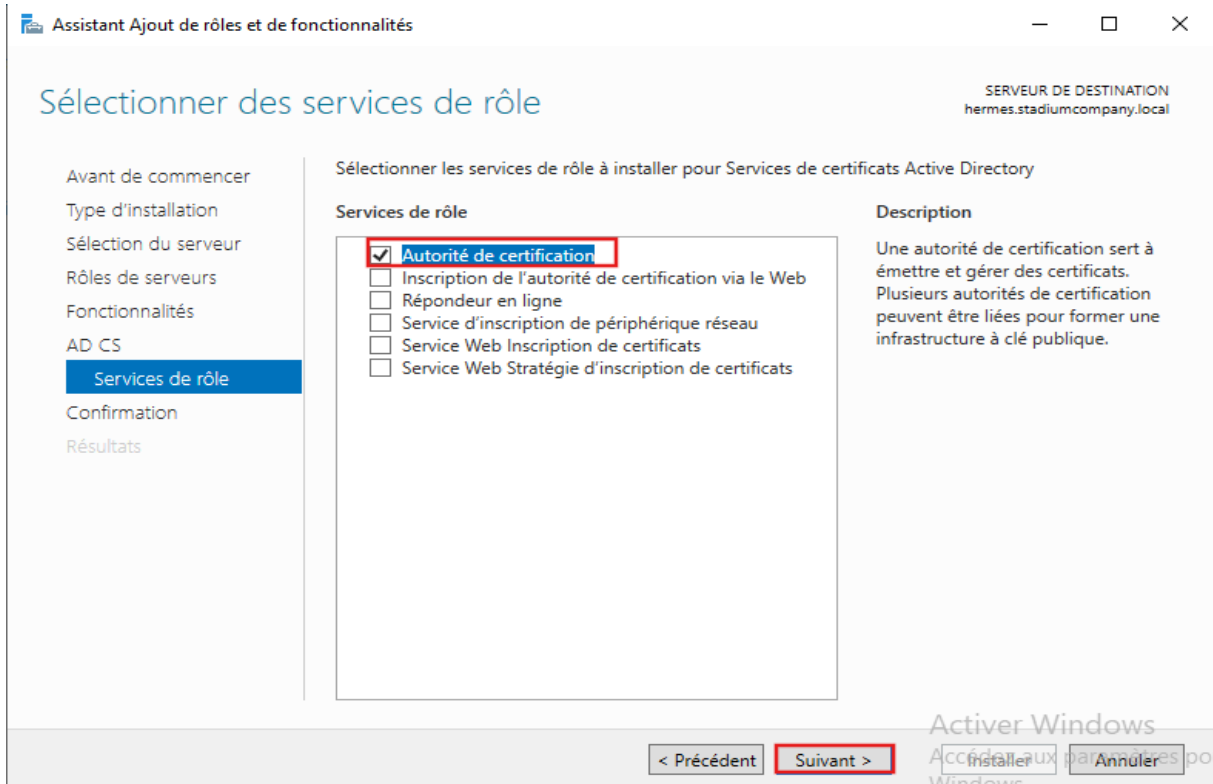 Assistant Ajout de rôles et de fonctionnalités
Sélectionner des services de rôle
SERVEUR DE DESTINATION
hermes.stadiumcompany.local
Avant de commencer
Type d'installation
Sélection du serveur
Rôles de serveurs
Fonctionnalités
AD CS
Services de rôle
Confirmation
Résultats
Sélectionner les services de rôle à installer pour Services de certificats Active Directory
Services de rôle
Autorité de certification
Inscription de l'autorité de certification via le Web
Répondeur en ligne
Service d'inscription de périphérique réseau
Service Web Inscription de certificats
Service Web Stratégie d'inscription de certificats
Description
Une autorité de certification sert à
émettre et gérer des certificats.
Plusieurs autorités de certification
peuvent être liées pour former une
infrastructure à clé publique.
Activer Windows
Accédez aux paramètres po
Windows
< Précédent
Suivant >
Installer
Annuler